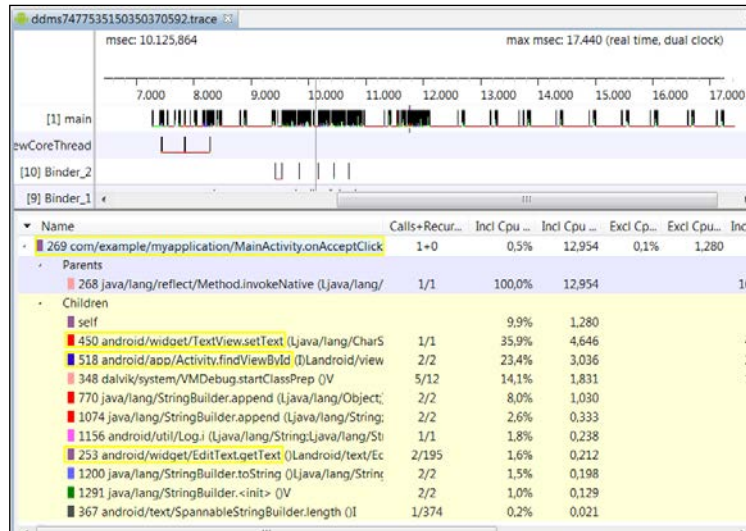 ddms7477535150350370592.trace
msec: 10.125,864 max msec: 17.440 (real time, dual clock)
7.000 8.000 9.000 10.000 11.000 12.000 13.000 14.000 15.000 16.000 17.000
[1] main
ewCoreThread
[10] Binder_2
[9] Binder_1
Name Calls+Recur... Incl Cpu ... Incl Cpu ... Excl Cp... Excl Cpu... Inc
269 com/example/myapplication/MainActivity.onAcceptClick 1+0 0,5% 12,954 0,1% 1,280
Parents
268 java/lang/reflect/Method.invokeNative (Ljava/lang/ 1/1 100,0% 12,954
Children
self 9,9% 1,280
450 android/widget/TextView.setText (Ljava/lang/CharS 1/1 35,9% 4,646
518 android/app/Activity.findViewById (I)Landroid/view 2/2 23,4% 3,036
348 dalvik/system/VMDebug.startClassPrep ()V 5/12 14,1% 1,831
770 java/lang/StringBuilder.append (Ljava/lang/Object; 2/2 8,0% 1,030
1074 java/lang/StringBuilder.append (Ljava/lang/String; 2/2 2,6% 0,333
1156 android/util/Log.i (Ljava/lang/String;Ljava/lang/Stri 1/1 1,8% 0,238
253 android/widget/EditText.getText ()Landroid/text/Ec 2/195 1,6% 0,212
1200 java/lang/StringBuilder.toString ()Ljava/lang/String 2/2 1,5% 0,198
1291 java/lang/StringBuilder.<init> ()V 2/2 1,0% 0,129
367 android/text/SpannableStringBuilder.length ()I 1/374 0,2% 0,021